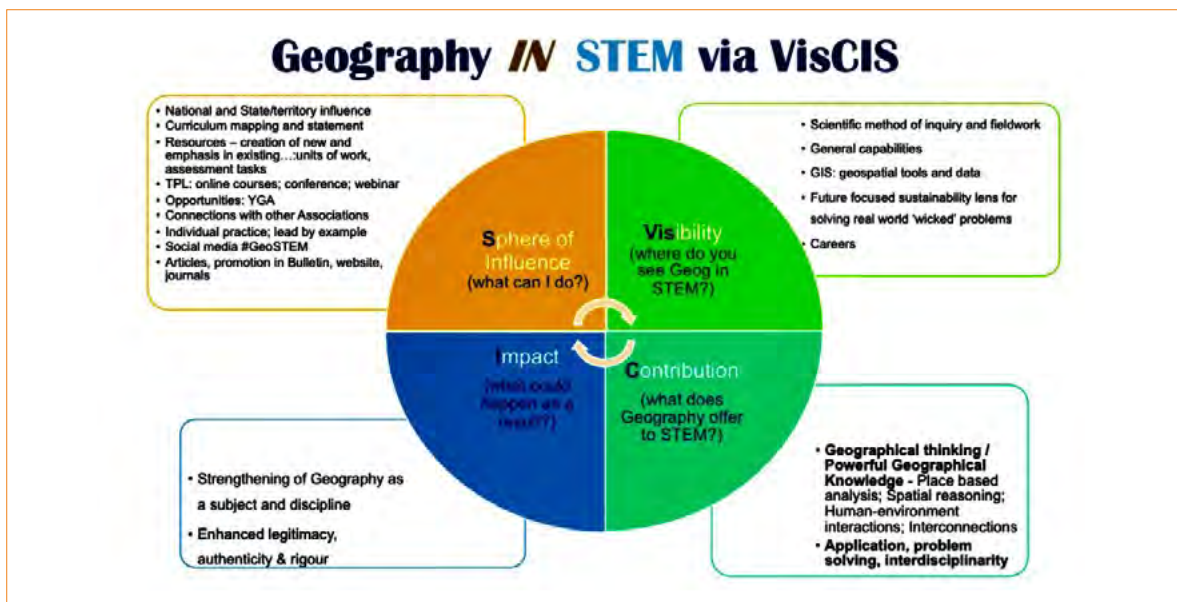 Geography IN STEM via VisCIS
• National and State/territory influence
• Curriculum mapping and statement
• Resources – creation of new and
emphasis in existing...:units of work,
assessment tasks
• TPL: online courses; conference; webinar
• Opportunities: YGA
• Connections with other Associations
• Individual practice; lead by example
• Social media #GeoSTEM
• Articles, promotion in Bulletin, website,
journals
Sphere of
Influence
(what can I do?)
Visibility
(where do you
see Geog in
STEM?)
• Scientific method of inquiry and fieldwork
• General capabilities
• GIS: geospatial tools and data
• Future focused sustainability lens for
solving real world 'wicked' problems
• Careers
Impact
(what could
happen as a
result?)
Contribution
(what does
Geography offer
to STEM?)
• Strengthening of Geography as
a subject and discipline
• Enhanced legitimacy,
authenticity & rigour
• Geographical thinking /
Powerful Geographical
Knowledge - Place based
analysis; Spatial reasoning;
Human-environment
interactions; Interconnections
• Application, problem
solving, interdisciplinarity